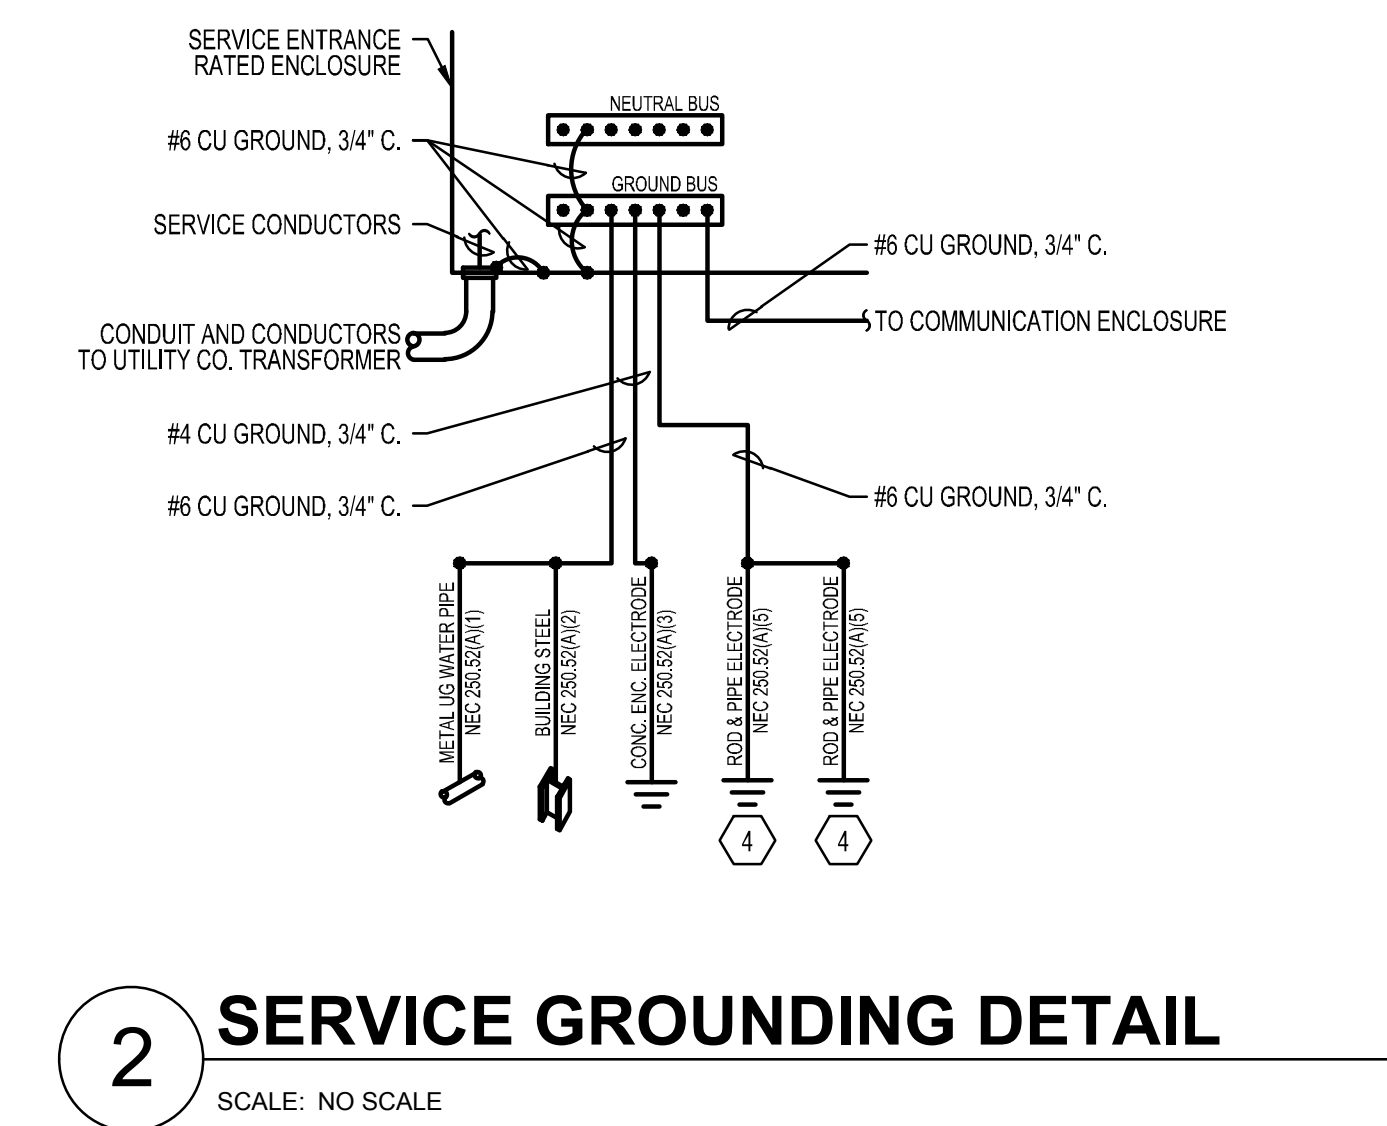 SERVICE ENTRANCE
RATED ENCLOSURE
NEUTRAL BUS
#6 CU GROUND, 3/4" C.
GROUND BUS
SERVICE CONDUCTORS
#6 CU GROUND, 3/4" C.
TO COMMUNICATION ENCLOSURE
CONDUIT AND CONDUCTORS
TO UTILITY CO. TRANSFORMER
#4 CU GROUND, 3/4" C.
#6 CU GROUND, 3/4" C.
#6 CU GROUND, 3/4" C.
METAL UG WATER PIPE
NEC 250.52(A)(1)
BUILDING STEEL
NEC 250.52(A)(2)
CONC. ENC. ELECTRODE
NEC 250.52(A)(3)
ROD & PIPE ELECTRODE
NEC 250.52(A)(5)
ROD & PIPE ELECTRODE
NEC 250.52(A)(5)
4
4
2
SERVICE GROUNDING DETAIL
SCALE: NO SCALE